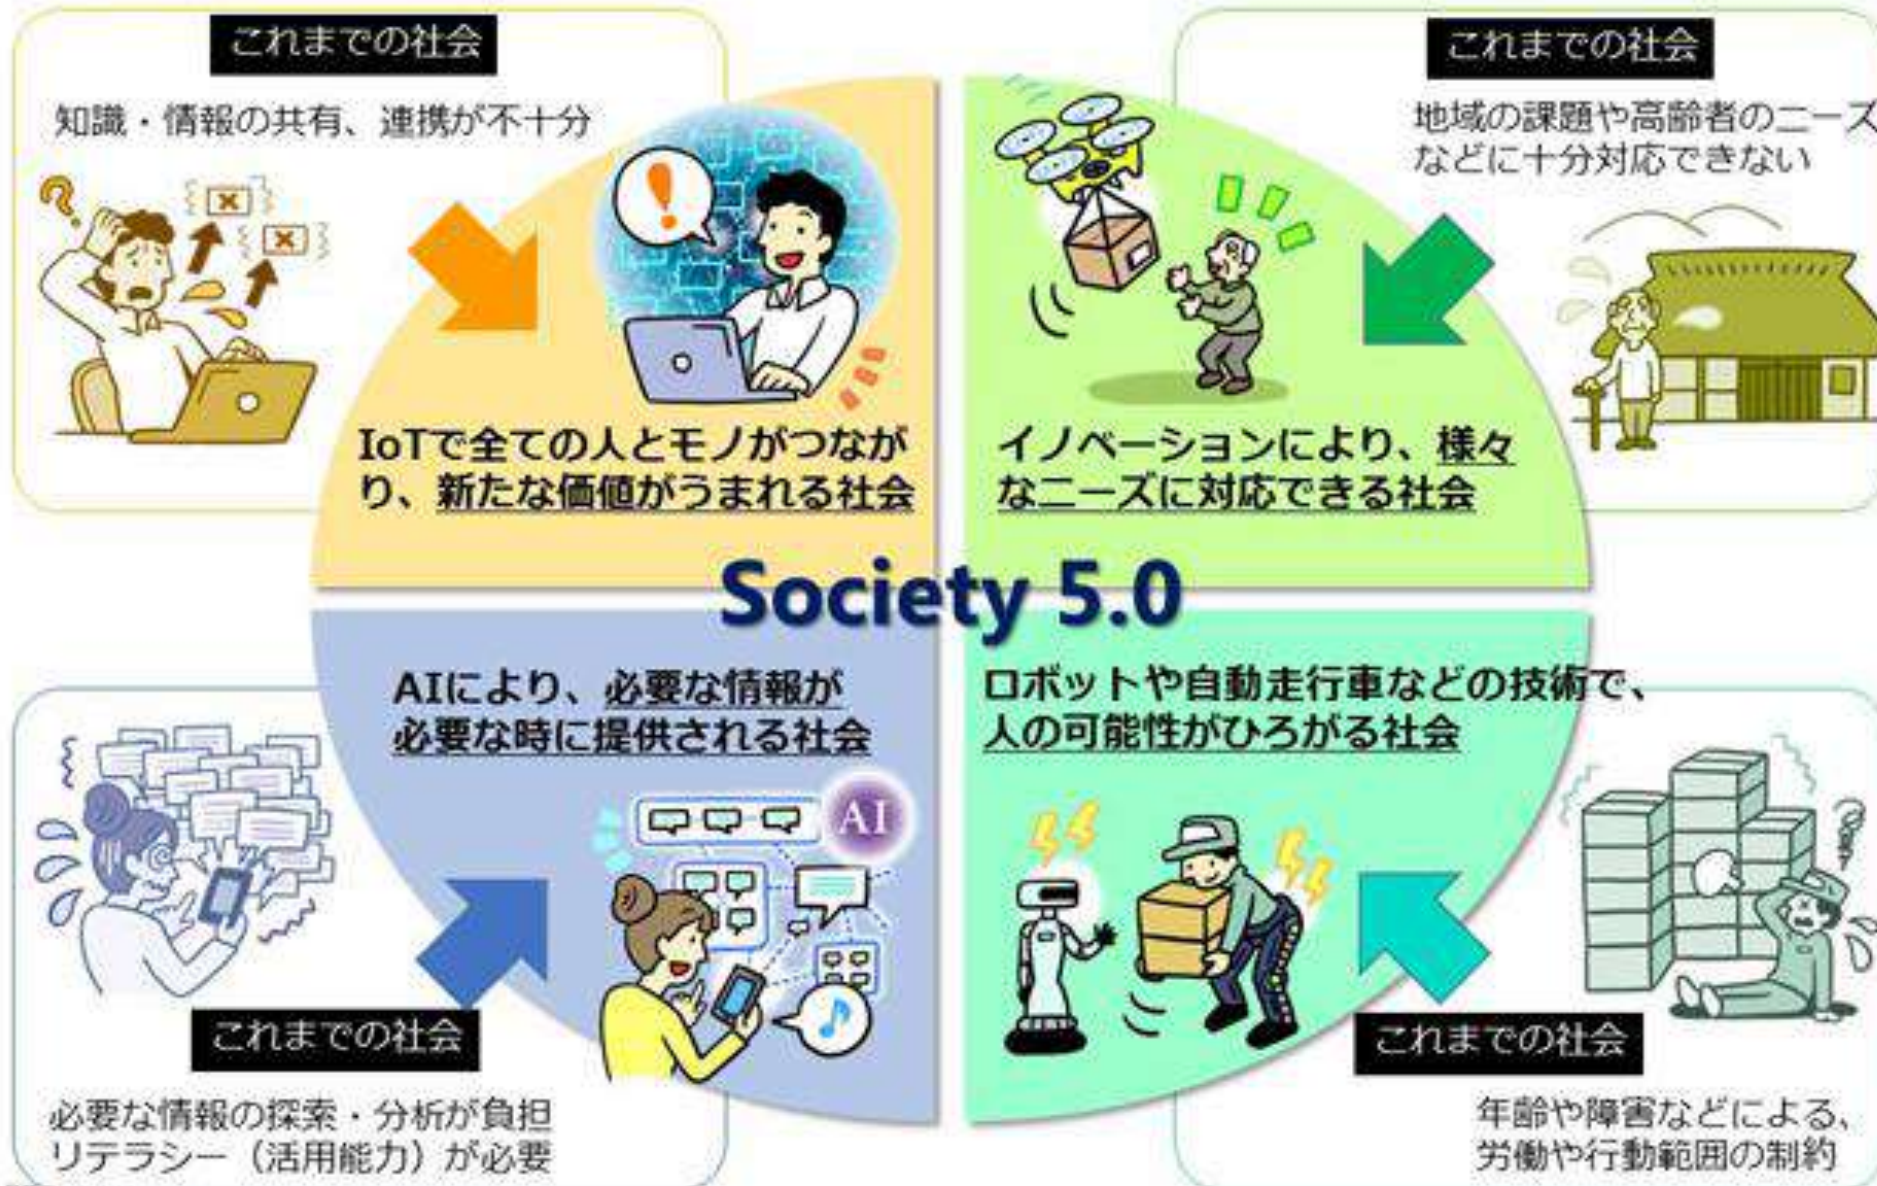 これまでの社会
知識・情報の共有、連携が不十分
IoTで全ての人とモノがつなが
り、新たな価値がうまれる社会
これまでの社会
地域の課題や高齢者のニーズ
などに十分対応できない
イノベーションにより、様々
なニーズに対応できる社会
Society 5.0
AIにより、必要な情報が
必要な時に提供される社会
AI
これまでの社会
必要な情報の探索・分析が負担
リテラシー（活用能力）が必要
ロボットや自動走行車などの技術で、
人の可能性がひろがる社会
これまでの社会
年齢や障害などによる、
労働や行動範囲の制約